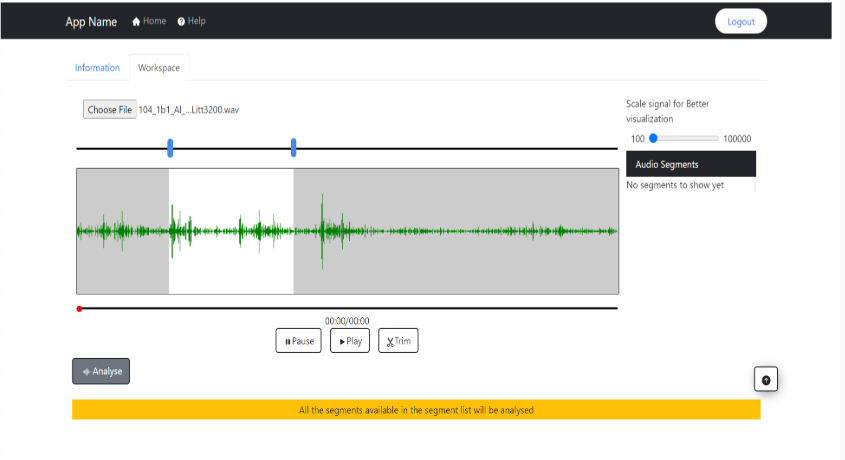 App Name Home Help Logout
Information Workspace
Choose File 104_1b1_Al_...Litt3200.wav
Scale signal for Better
visualization
100 100000
Audio Segments
No segments to show yet
00:00/00:00
Pause Play Trim
Analyse
All the segments available in the segment list will be analysed